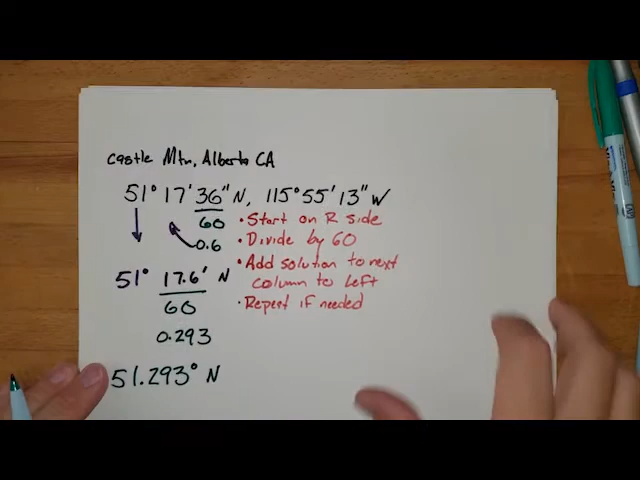 Castle Mtn, Alberta CA
51° 17' 36" N, 115° 55' 13" W
60
0.6
• Start on R side
• Divide by 60
• Add solution to next
column to left
• Repeat if needed
51° 17.6' N
60
0.293
51.293° N